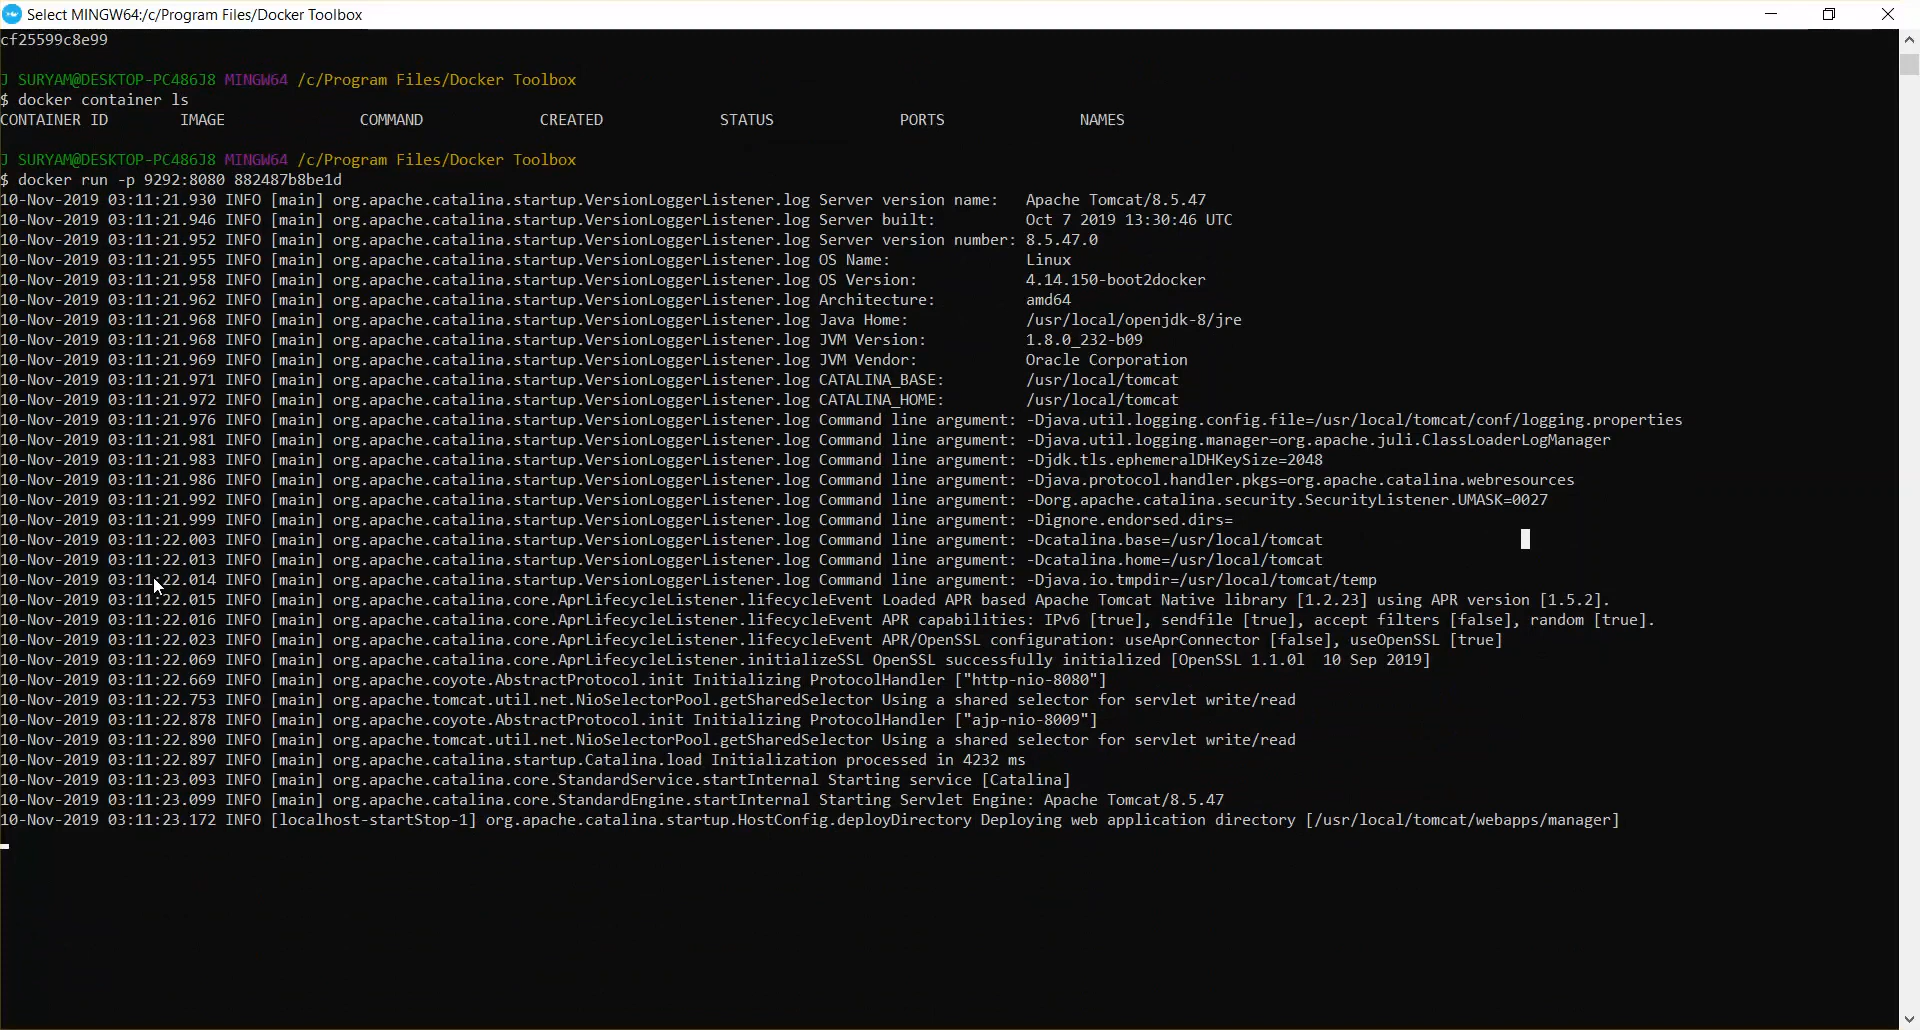 Select MINGW64:/c/Program Files/Docker Toolbox
cf25599c8e99
J SURYAM@DESKTOP-PC486J8 MINGW64 /c/Program Files/Docker Toolbox
$ docker container ls
CONTAINER ID IMAGE COMMAND CREATED STATUS PORTS NAMES
J SURYAM@DESKTOP-PC486J8 MINGW64 /c/Program Files/Docker Toolbox
$ docker run -p 9292:8080 882487b8be1d
10-Nov-2019 03:11:21.930 INFO [main] org.apache.catalina.startup.VersionLoggerListener.log Server version name: Apache Tomcat/8.5.47
10-Nov-2019 03:11:21.946 INFO [main] org.apache.catalina.startup.VersionLoggerListener.log Server built: Oct 7 2019 13:30:46 UTC
10-Nov-2019 03:11:21.952 INFO [main] org.apache.catalina.startup.VersionLoggerListener.log Server version number: 8.5.47.0
10-Nov-2019 03:11:21.955 INFO [main] org.apache.catalina.startup.VersionLoggerListener.log OS Name: Linux
10-Nov-2019 03:11:21.958 INFO [main] org.apache.catalina.startup.VersionLoggerListener.log OS Version: 4.14.150-boot2docker
10-Nov-2019 03:11:21.962 INFO [main] org.apache.catalina.startup.VersionLoggerListener.log Architecture: amd64
10-Nov-2019 03:11:21.968 INFO [main] org.apache.catalina.startup.VersionLoggerListener.log Java Home: /usr/local/openjdk-8/jre
10-Nov-2019 03:11:21.968 INFO [main] org.apache.catalina.startup.VersionLoggerListener.log JVM Version: 1.8.0_232-b09
10-Nov-2019 03:11:21.969 INFO [main] org.apache.catalina.startup.VersionLoggerListener.log JVM Vendor: Oracle Corporation
10-Nov-2019 03:11:21.971 INFO [main] org.apache.catalina.startup.VersionLoggerListener.log CATALINA_BASE: /usr/local/tomcat
10-Nov-2019 03:11:21.972 INFO [main] org.apache.catalina.startup.VersionLoggerListener.log CATALINA_HOME: /usr/local/tomcat
10-Nov-2019 03:11:21.976 INFO [main] org.apache.catalina.startup.VersionLoggerListener.log Command line argument: -Djava.util.logging.config.file=/usr/local/tomcat/conf/logging.properties
10-Nov-2019 03:11:21.981 INFO [main] org.apache.catalina.startup.VersionLoggerListener.log Command line argument: -Djava.util.logging.manager=org.apache.juli.ClassLoaderLogManager
10-Nov-2019 03:11:21.983 INFO [main] org.apache.catalina.startup.VersionLoggerListener.log Command line argument: -Djdk.tls.ephemeralDHKeySize=2048
10-Nov-2019 03:11:21.986 INFO [main] org.apache.catalina.startup.VersionLoggerListener.log Command line argument: -Djava.protocol.handler.pkgs=org.apache.catalina.webresources
10-Nov-2019 03:11:21.992 INFO [main] org.apache.catalina.startup.VersionLoggerListener.log Command line argument: -Dorg.apache.catalina.security.SecurityListener.UMASK=0027
10-Nov-2019 03:11:21.999 INFO [main] org.apache.catalina.startup.VersionLoggerListener.log Command line argument: -Dignore.endorsed.dirs=
10-Nov-2019 03:11:22.003 INFO [main] org.apache.catalina.startup.VersionLoggerListener.log Command line argument: -Dcatalina.base=/usr/local/tomcat
10-Nov-2019 03:11:22.013 INFO [main] org.apache.catalina.startup.VersionLoggerListener.log Command line argument: -Dcatalina.home=/usr/local/tomcat
10-Nov-2019 03:11:22.014 INFO [main] org.apache.catalina.startup.VersionLoggerListener.log Command line argument: -Djava.io.tmpdir=/usr/local/tomcat/temp
10-Nov-2019 03:11:22.015 INFO [main] org.apache.catalina.core.AprLifecycleListener.lifecycleEvent Loaded APR based Apache Tomcat Native library [1.2.23] using APR version [1.5.2].
10-Nov-2019 03:11:22.016 INFO [main] org.apache.catalina.core.AprLifecycleListener.lifecycleEvent APR capabilities: IPv6 [true], sendfile [true], accept filters [false], random [true].
10-Nov-2019 03:11:22.023 INFO [main] org.apache.catalina.core.AprLifecycleListener.lifecycleEvent APR/OpenSSL configuration: useAprConnector [false], useOpenSSL [true]
10-Nov-2019 03:11:22.069 INFO [main] org.apache.catalina.core.AprLifecycleListener.initializeSSL OpenSSL successfully initialized [OpenSSL 1.1.0l 10 Sep 2019]
10-Nov-2019 03:11:22.669 INFO [main] org.apache.coyote.AbstractProtocol.init Initializing ProtocolHandler ["http-nio-8080"]
10-Nov-2019 03:11:22.753 INFO [main] org.apache.tomcat.util.net.NioSelectorPool.getSharedSelector Using a shared selector for servlet write/read
10-Nov-2019 03:11:22.878 INFO [main] org.apache.coyote.AbstractProtocol.init Initializing ProtocolHandler ["ajp-nio-8009"]
10-Nov-2019 03:11:22.890 INFO [main] org.apache.tomcat.util.net.NioSelectorPool.getSharedSelector Using a shared selector for servlet write/read
10-Nov-2019 03:11:22.897 INFO [main] org.apache.catalina.startup.Catalina.load Initialization processed in 4232 ms
10-Nov-2019 03:11:23.093 INFO [main] org.apache.catalina.core.StandardService.startInternal Starting service [Catalina]
10-Nov-2019 03:11:23.099 INFO [main] org.apache.catalina.core.StandardEngine.startInternal Starting Servlet Engine: Apache Tomcat/8.5.47
10-Nov-2019 03:11:23.172 INFO [localhost-startStop-1] org.apache.catalina.startup.HostConfig.deployDirectory Deploying web application directory [/usr/local/tomcat/webapps/manager]